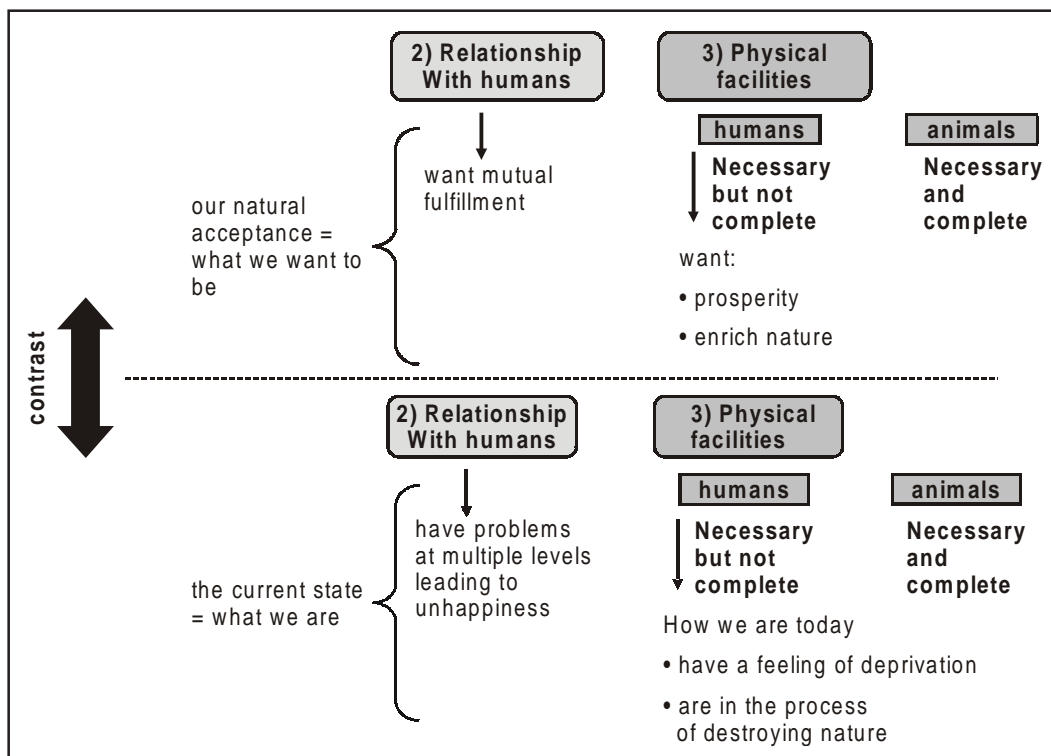 2) Relationship
With humans
3) Physical
facilities
humans
animals
want mutual
fulfillment
Necessary
but not
complete
Necessary
and
complete
our natural
acceptance =
what we want to
be
want:
• prosperity
• enrich nature
contrast
2) Relationship
With humans
3) Physical
facilities
humans
animals
have problems
at multiple levels
leading to
unhappiness
Necessary
but not
complete
Necessary
and
complete
the current state
= what we are
How we are today
• have a feeling of deprivation
• are in the process
of destroying nature